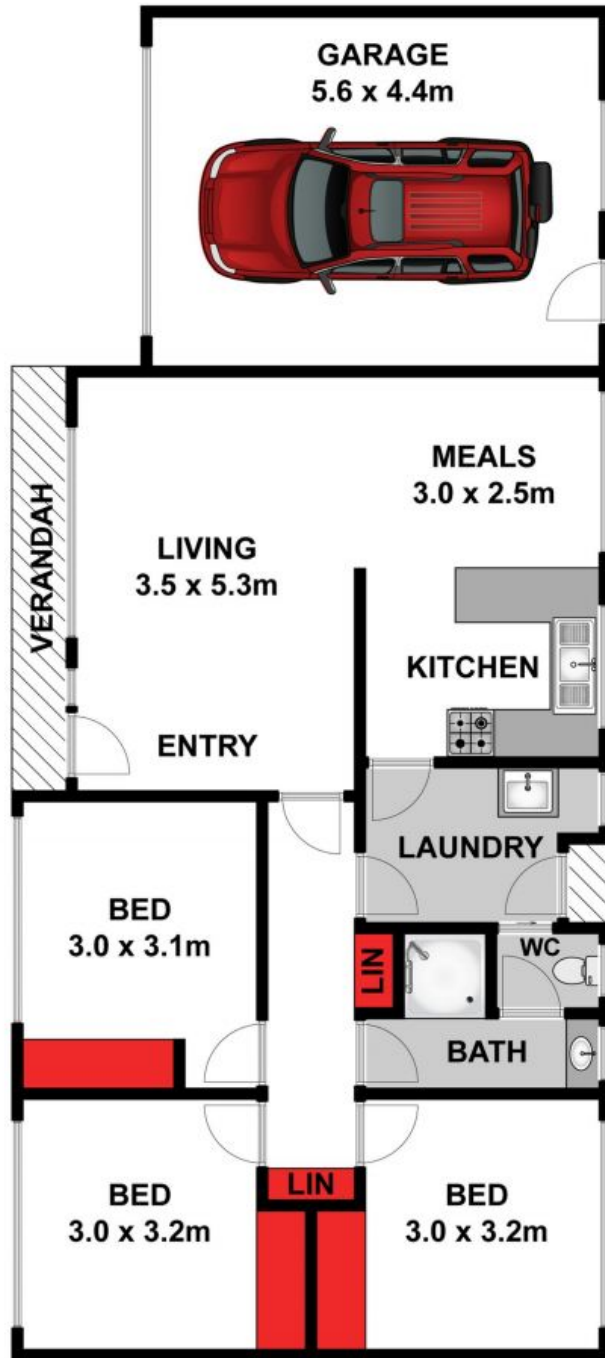 GARAGE
5.6 x 4.4m
VERANDAH
MEALS
3.0 x 2.5m
LIVING
3.5 x 5.3m
KITCHEN
ENTRY
LAUNDRY
BED
3.0 x 3.1m
LIN
WC
BATH
LIN
BED
3.0 x 3.2m
BED
3.0 x 3.2m